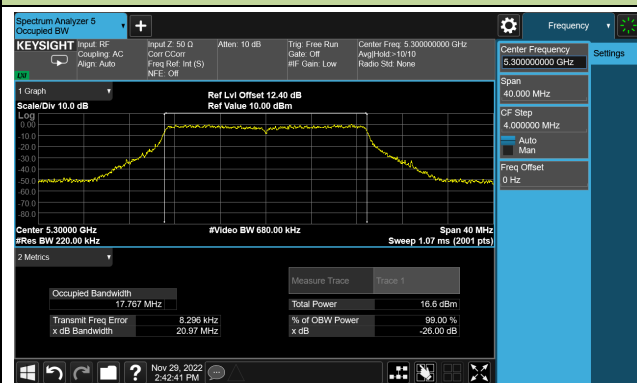 Spectrum Analyzer 5
Occupied BW
Frequency
KEYSIGHT
Input: RF
Coupling: AC
Align: Auto
Input Z: 50 Ω
Corr CCorr
Freq Ref: Int (S)
NFE: Off
Atten: 10 dB
Trig: Free Run
Gate: Off
#IF Gain: Low
Center Freq: 5.300000000 GHz
Avg|Hold:>10/10
Radio Std: None
LXI
Center Frequency
5.300000000 GHz
Settings
Span
40.000 MHz
CF Step
4.000000 MHz
Auto
Man
Freq Offset
0 Hz
1 Graph
Scale/Div 10.0 dB
Ref Lvl Offset 12.40 dB
Ref Value 10.00 dBm
Log
0.00
-10.0
-20.0
-30.0
-40.0
-50.0
-60.0
-70.0
-80.0
Center 5.30000 GHz
#Video BW 680.00 kHz
Span 40 MHz
#Res BW 220.00 kHz
Sweep 1.07 ms (2001 pts)
2 Metrics
Measure Trace
Trace 1
Occupied Bandwidth
17.767 MHz
Total Power
16.6 dBm
Transmit Freq Error
8.296 kHz
% of OBW Power
99.00 %
x dB Bandwidth
20.97 MHz
x dB
-26.00 dB
Nov 29, 2022
2:42:41 PM